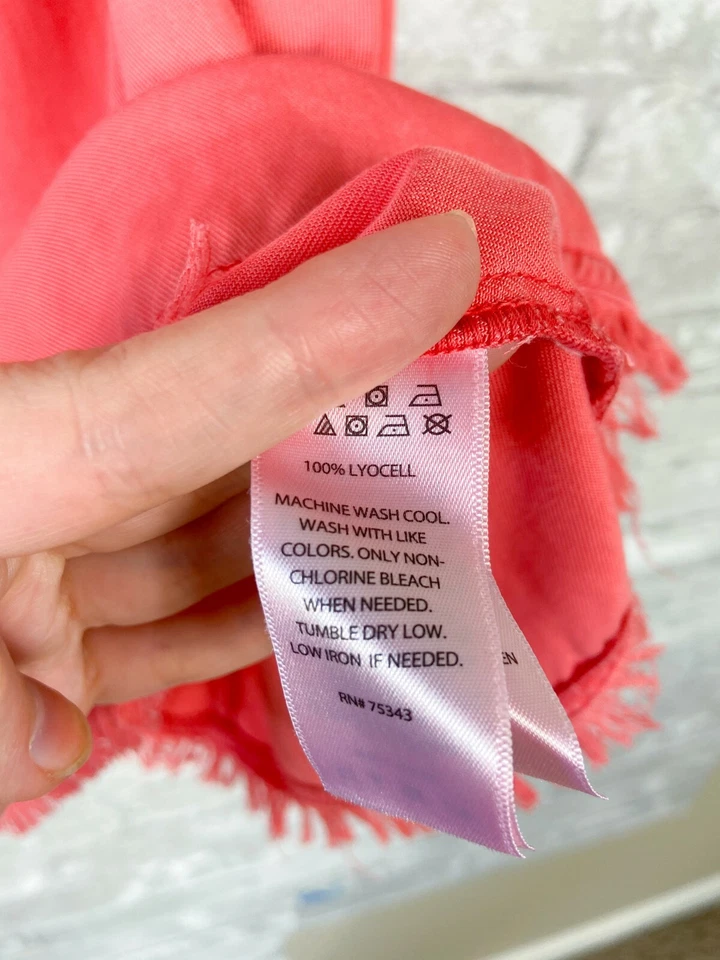 100% LYOCELL
MACHINE WASH COOL.
WASH WITH LIKE
COLORS. ONLY NON-
CHLORINE BLEACH
WHEN NEEDED.
TUMBLE DRY LOW.
LOW IRON IF NEEDED.
RN# 75343
EN